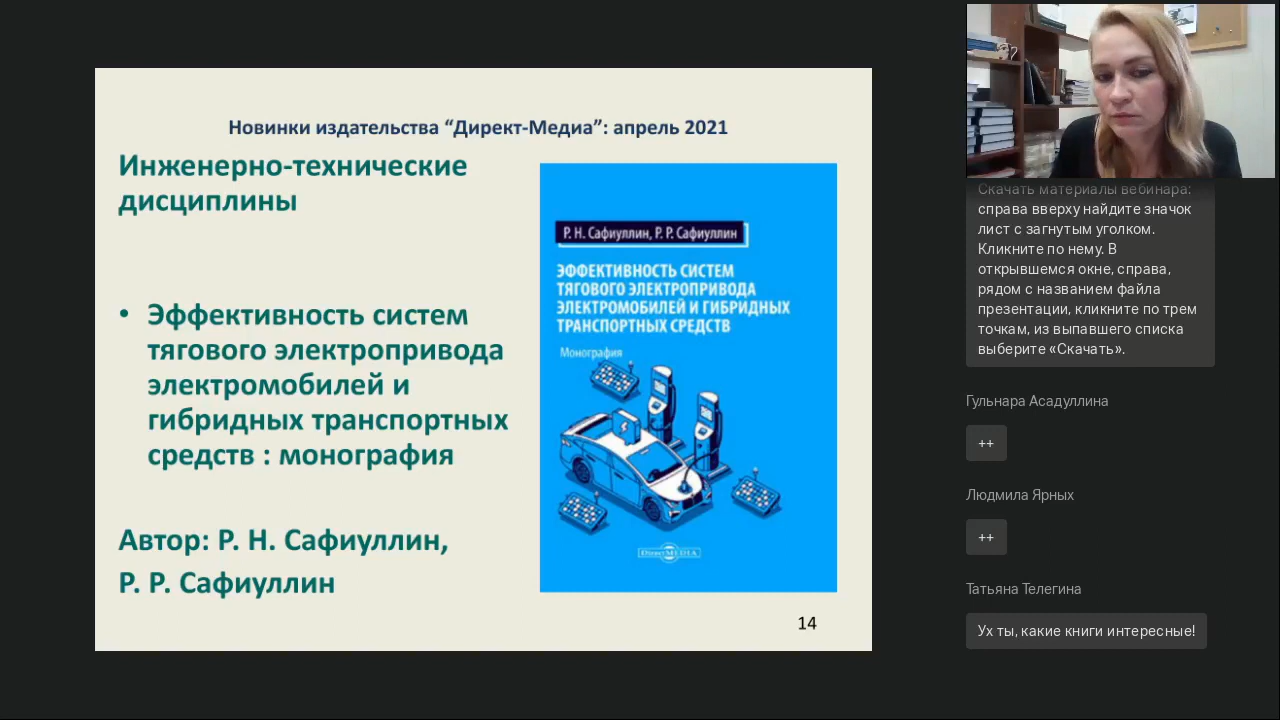 Новинки издательства “Директ-Медиа”: апрель 2021
Инженерно-технические
дисциплины
• Эффективность систем
тягового электропривода
электромобилей и
гибридных транспортных
средств : монография
Автор: Р. Н. Сафиуллин,
Р. Р. Сафиуллин
Р. Н. Сафиуллин, Р. Р. Сафиуллин
ЭФФЕКТИВНОСТЬ СИСТЕМ
ТЯГОВОГО ЭЛЕКТРОПРИВОДА
ЭЛЕКТРОМОБИЛЕЙ И ГИБРИДНЫХ
ТРАНСПОРТНЫХ СРЕДСТВ
Монография
DirectMEDIA
14
Скачать материалы вебинара:
справа вверху найдите значок
лист с загнутым уголком.
Кликните по нему. В
открывшемся окне, справа,
рядом с названием файла
презентации, кликните по трем
точкам, из выпавшего списка
выберите «Скачать».
Гульнара Асадуллина
++
Людмила Ярных
++
Татьяна Телегина
Ух ты, какие книги интересные!